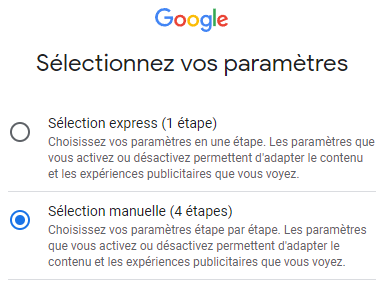 Google
Sélectionnez vos paramètres
Sélection express (1 étape)
Choisissez vos paramètres en une étape. Les paramètres que
vous activez ou désactivez permettent d'adapter le contenu
et les expériences publicitaires que vous voyez.
Sélection manuelle (4 étapes)
Choisissez vos paramètres étape par étape. Les paramètres
que vous activez ou désactivez permettent d'adapter le
contenu et les expériences publicitaires que vous voyez.